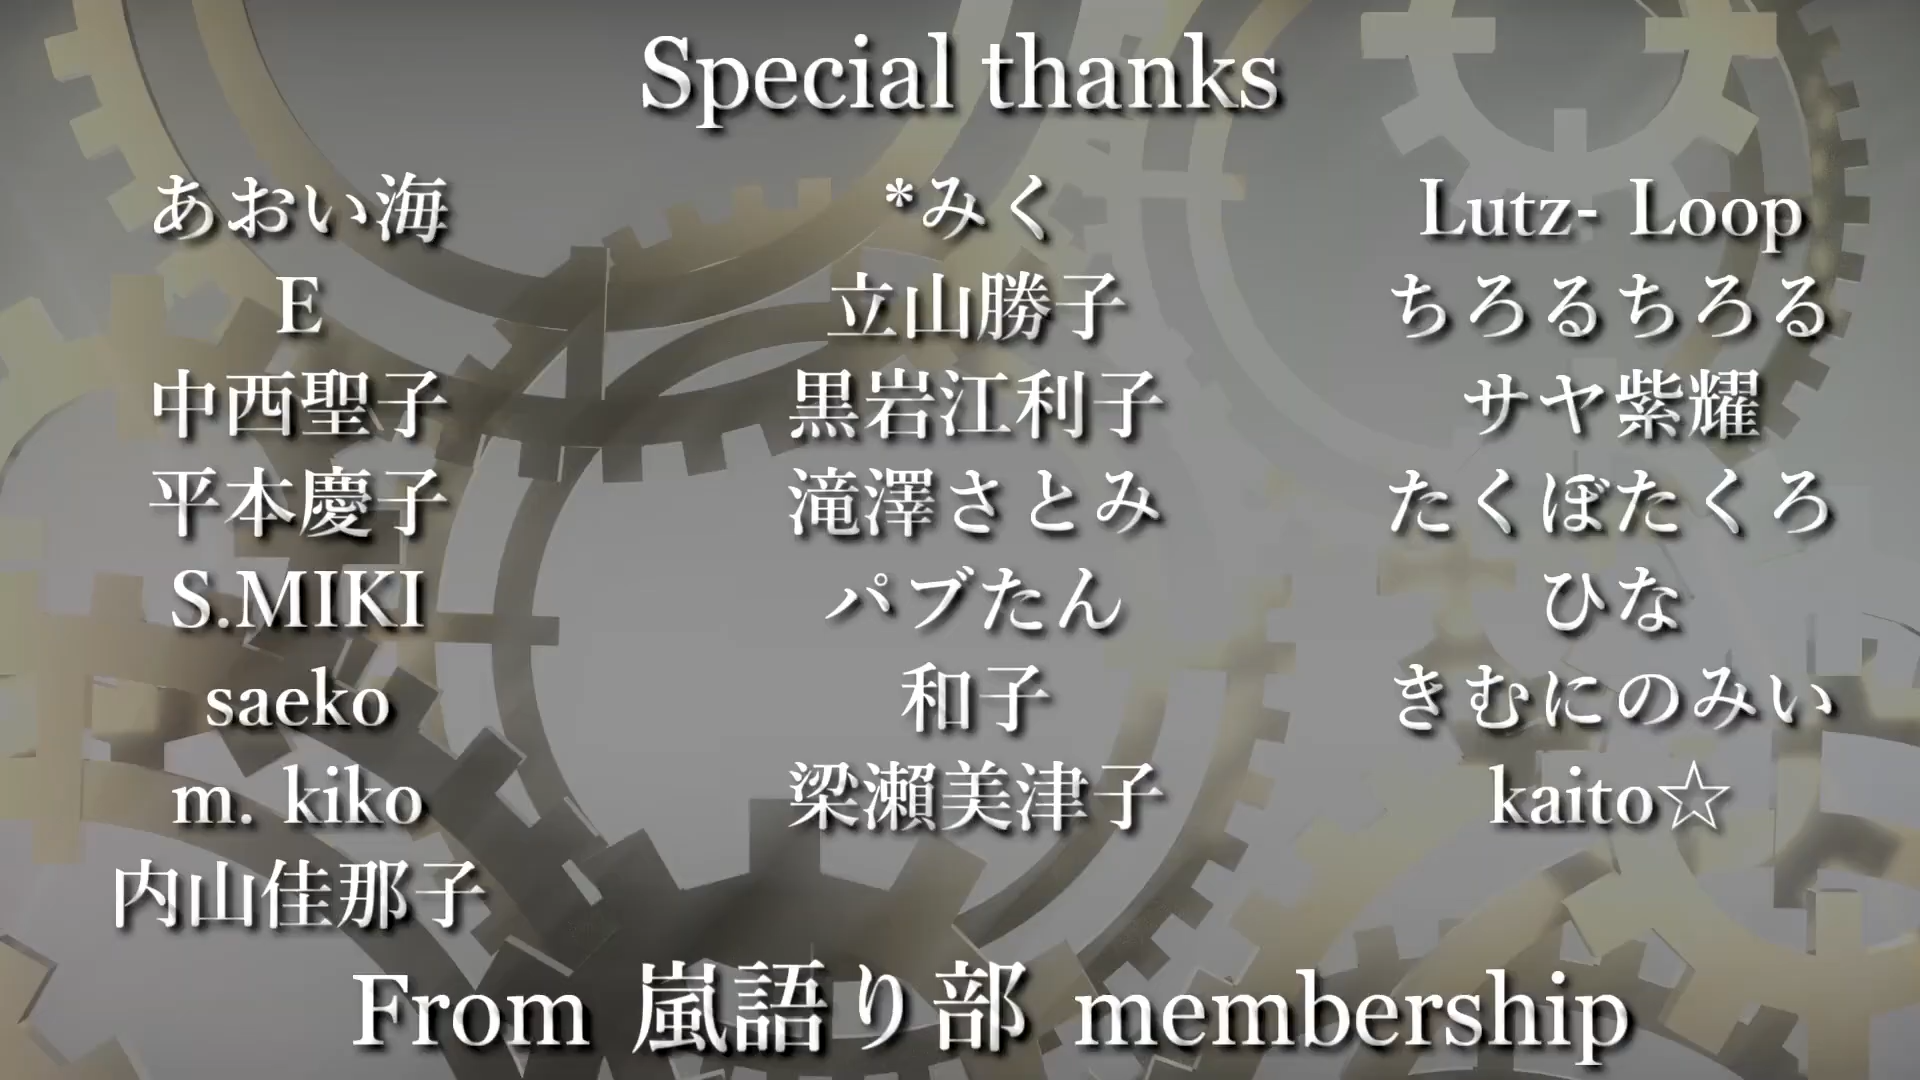 Special thanks
あおい海
E
中西聖子
平本慶子
S.MIKI
saeko
m. kiko
内山佳那子
*みく
立山勝子
黒岩江利子
滝澤さとみ
パブたん
和子
梁瀬美津子
Lutz- Loop
ちろるちろる
サヤ紫耀
たくぼたくろ
ひな
きむにのみい
kaito☆
From 嵐語り部 membership